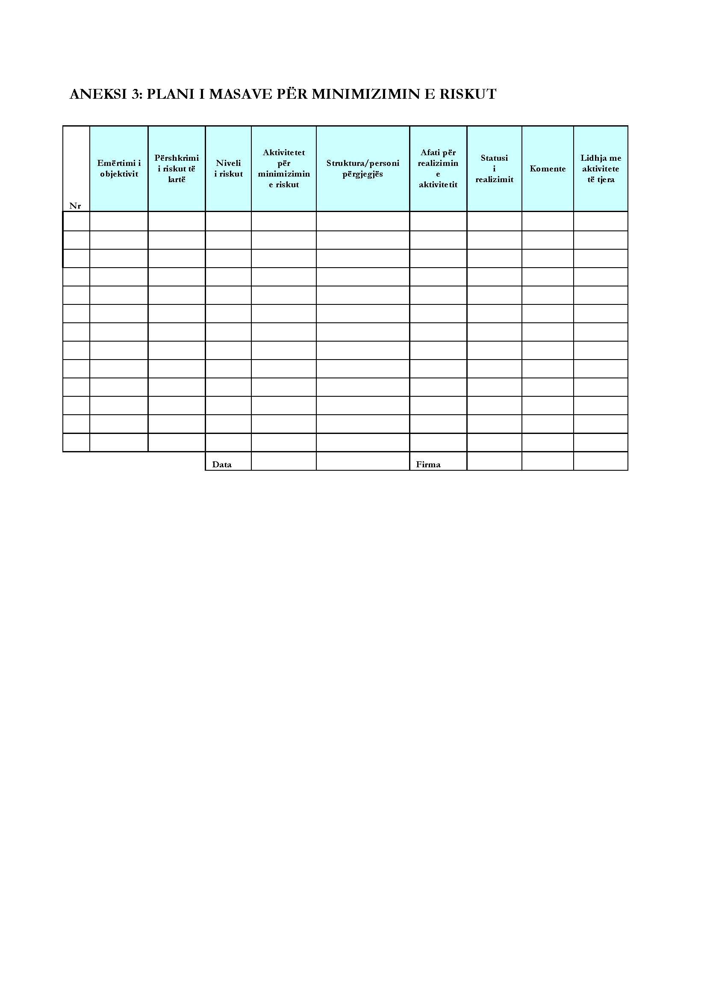 ANEKSI 3: PLANI I MASAVE PËR MINIMIZIMIN E RISKUT
Nr
Emërtimi i
objektivit
Përshkrimi
i riskut të
lartë
Niveli
i riskut
Aktivitetet
për
minimizimin
e riskut
Struktura/personi
përgjegjës
Afati për
realizimin
e
aktivitetit
Statusi
i
realizimit
Komente
Lidhja me
aktivitete
të tjera
Data
Firma